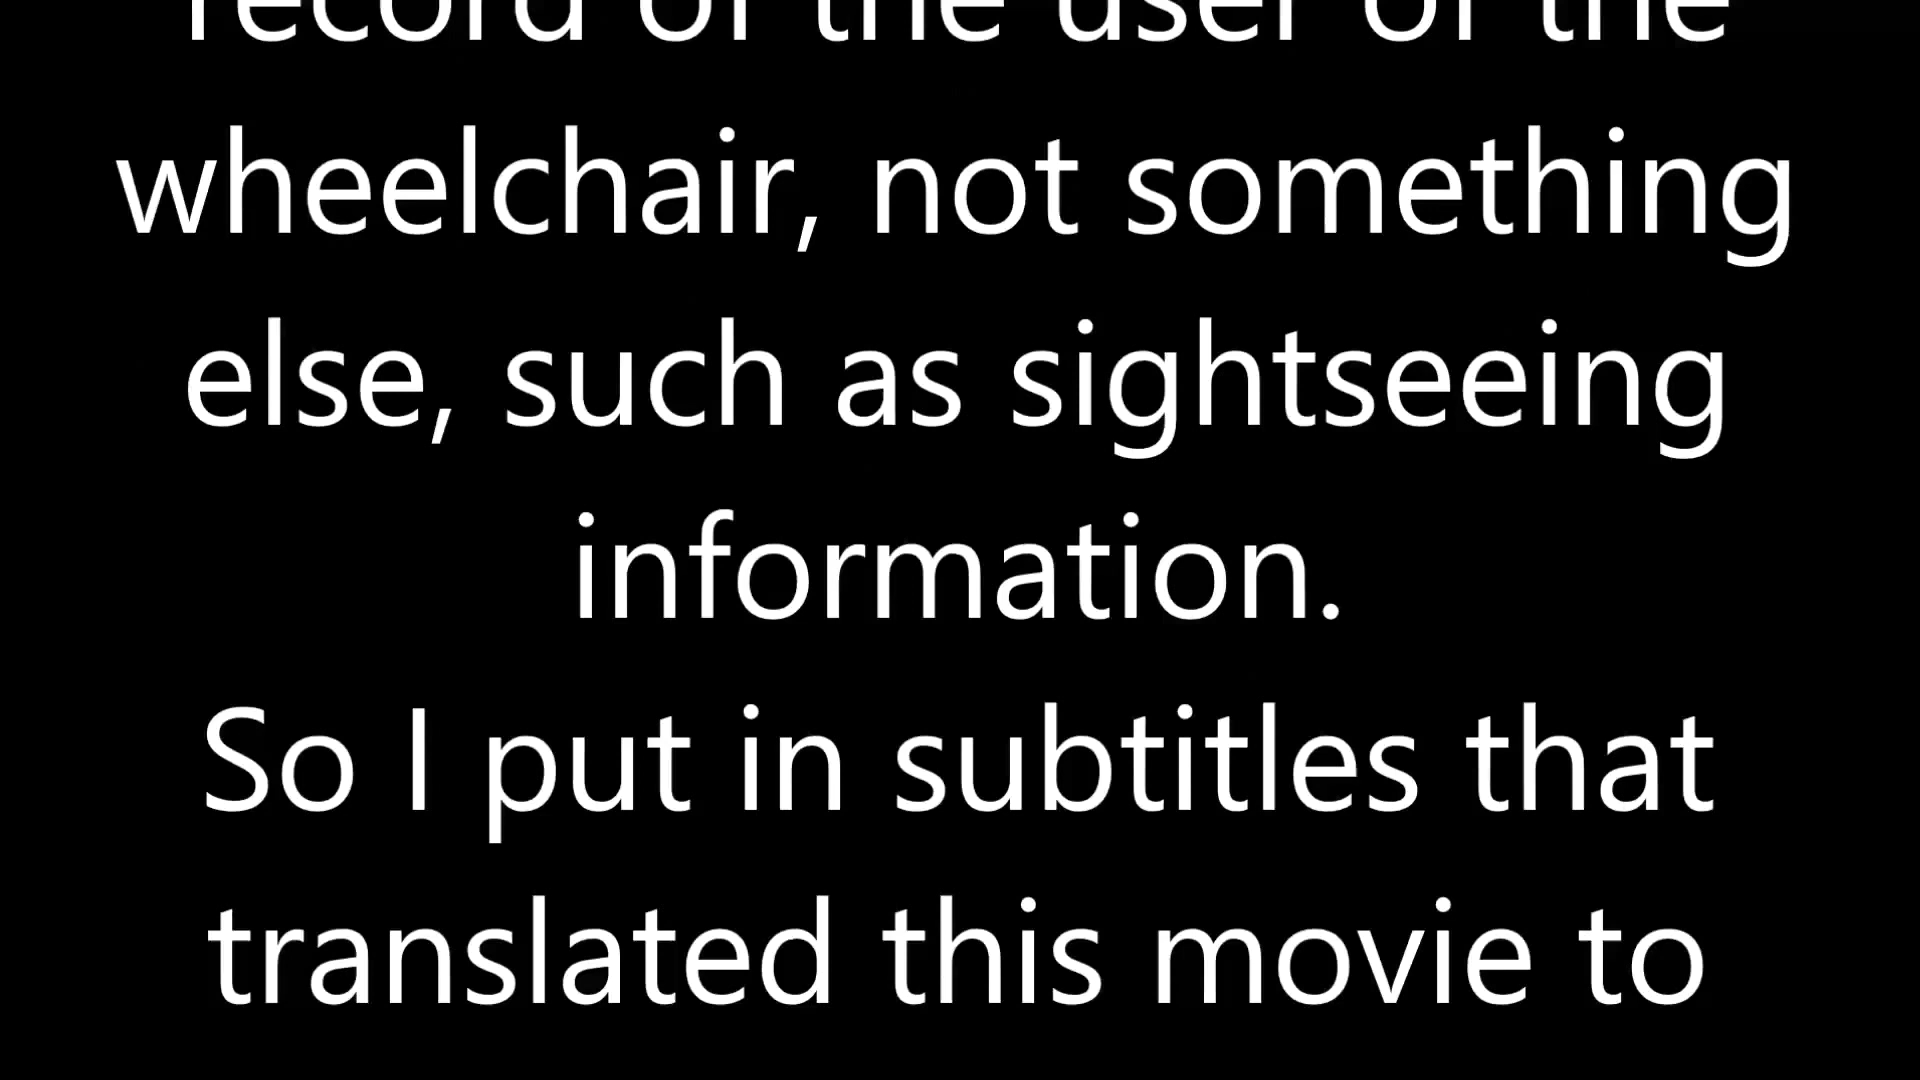 record of the user of the
wheelchair, not something
else, such as sightseeing
information.
So I put in subtitles that
translated this movie to